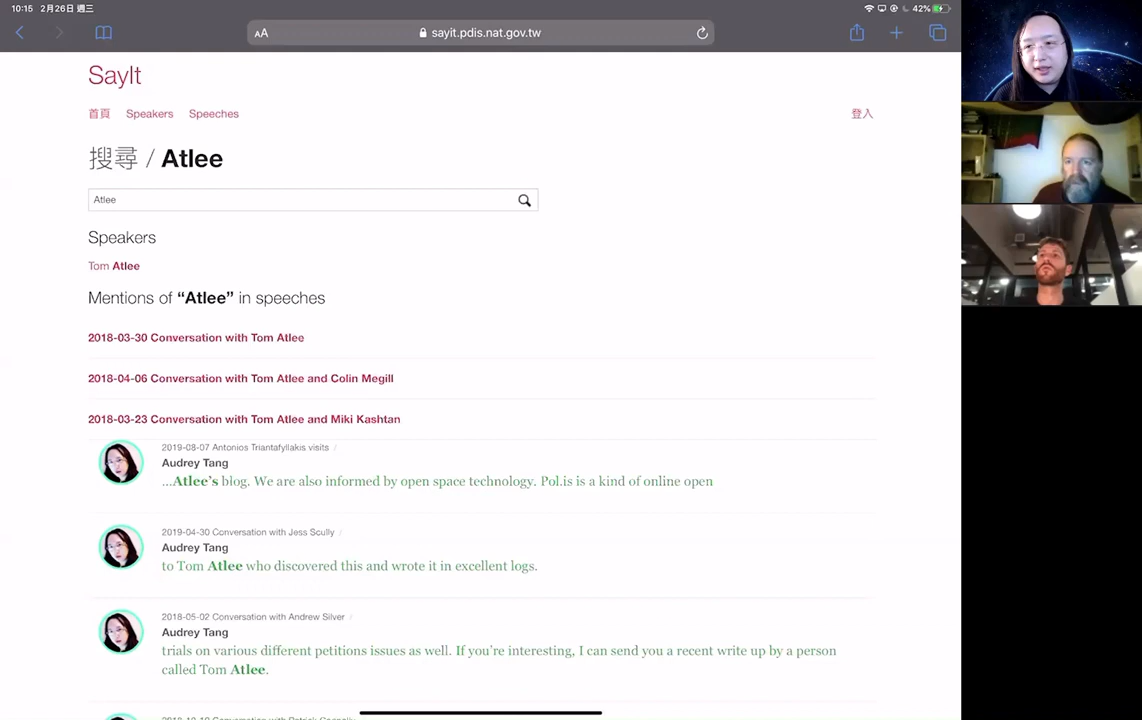 10:15 2月26日 週三
42%
AA
sayit.pdis.nat.gov.tw
SayIt
首頁 Speakers Speeches
登入
搜尋 / Atlee
Atlee
Speakers
Tom Atlee
Mentions of “Atlee” in speeches
2018-03-30 Conversation with Tom Atlee
2018-04-06 Conversation with Tom Atlee and Colin Megill
2018-03-23 Conversation with Tom Atlee and Miki Kashtan
2019-08-07 Antonios Triantafyllakis visits /
Audrey Tang
...Atlee’s blog. We are also informed by open space technology. Pol.is is a kind of online open
2019-04-30 Conversation with Jess Scully /
Audrey Tang
to Tom Atlee who discovered this and wrote it in excellent logs.
2018-05-02 Conversation with Andrew Silver /
Audrey Tang
trials on various different petitions issues as well. If you’re interesting, I can send you a recent write up by a person
called Tom Atlee.